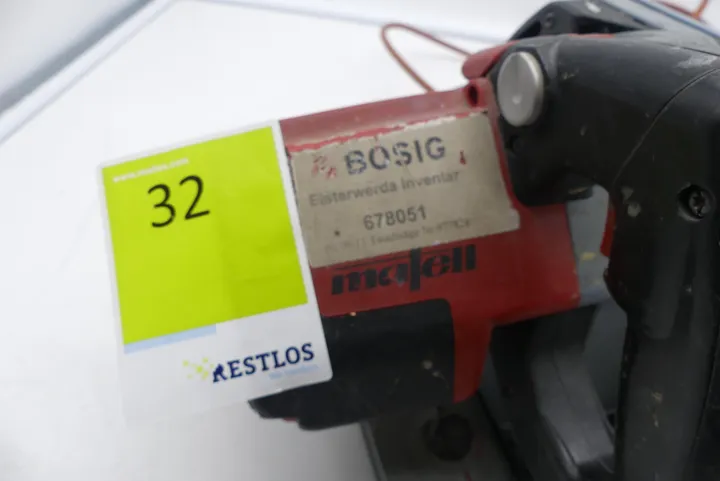 32
RESTLOS
BOSIG
Elsterwerda Inventar
678051
mafell